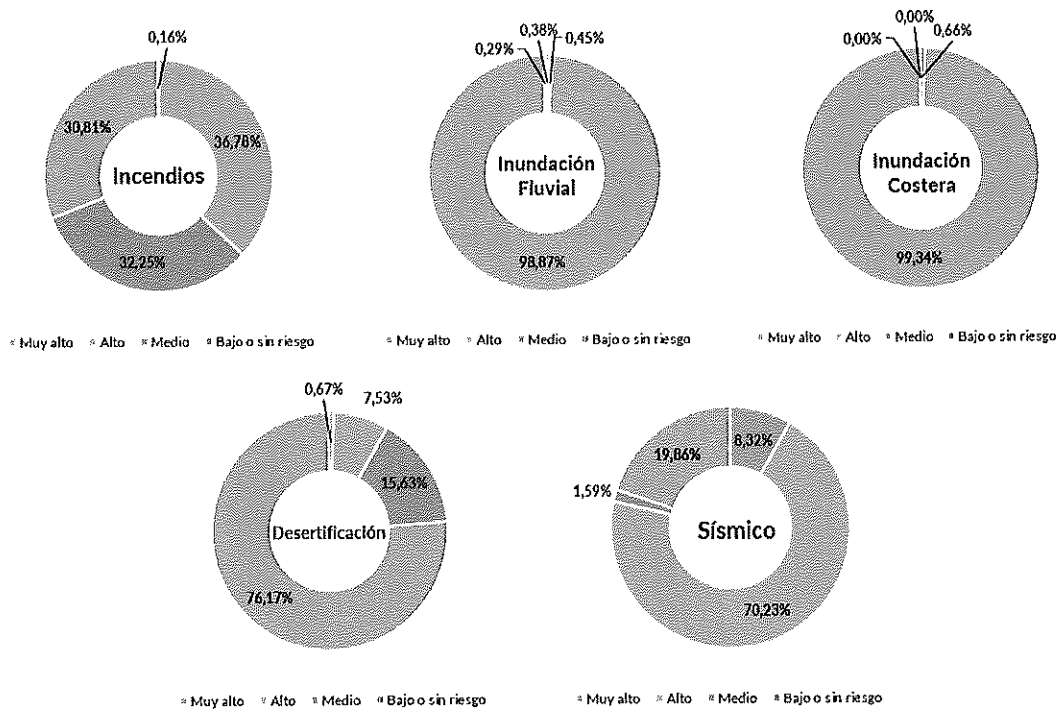 0,16%
30,81%
36,78%
Incendios
32,25%
Muy alto Alto Medio Bajo o sin riesgo
0,38%
0,29%
0,45%
Inundación
Fluvial
98,87%
Muy alto Alto Medio Bajo o sin riesgo
0,00%
0,00%
0,66%
Inundación
Costera
99,34%
Muy alto Alto Medio Bajo o sin riesgo
0,67%
7,53%
15,63%
Desertificación
76,17%
Muy alto Alto Medio Bajo o sin riesgo
8,32%
19,86%
1,59%
Sísmico
70,23%
Muy alto Alto Medio Bajo o sin riesgo